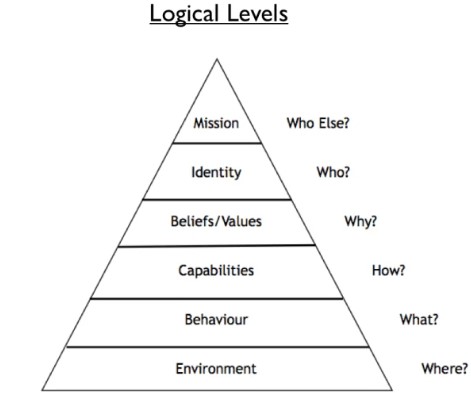 Logical Levels
Mission Who Else?
Identity Who?
Beliefs/Values Why?
Capabilities How?
Behaviour What?
Environment Where?